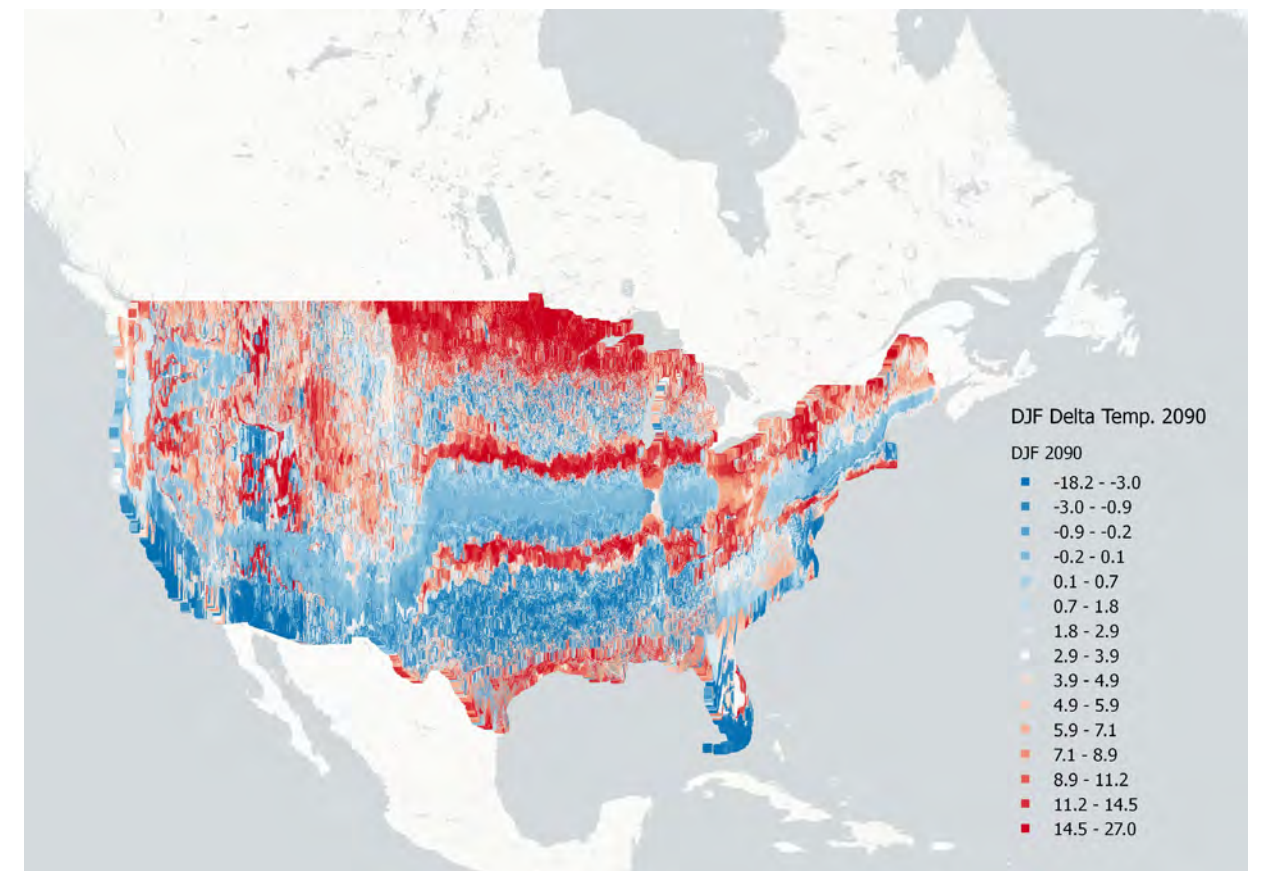 DJF Delta Temp. 2090
DJF 2090
-18.2 - -3.0
-3.0 - -0.9
-0.9 - -0.2
-0.2 - 0.1
0.1 - 0.7
0.7 - 1.8
1.8 - 2.9
2.9 - 3.9
3.9 - 4.9
4.9 - 5.9
5.9 - 7.1
7.1 - 8.9
8.9 - 11.2
11.2 - 14.5
14.5 - 27.0